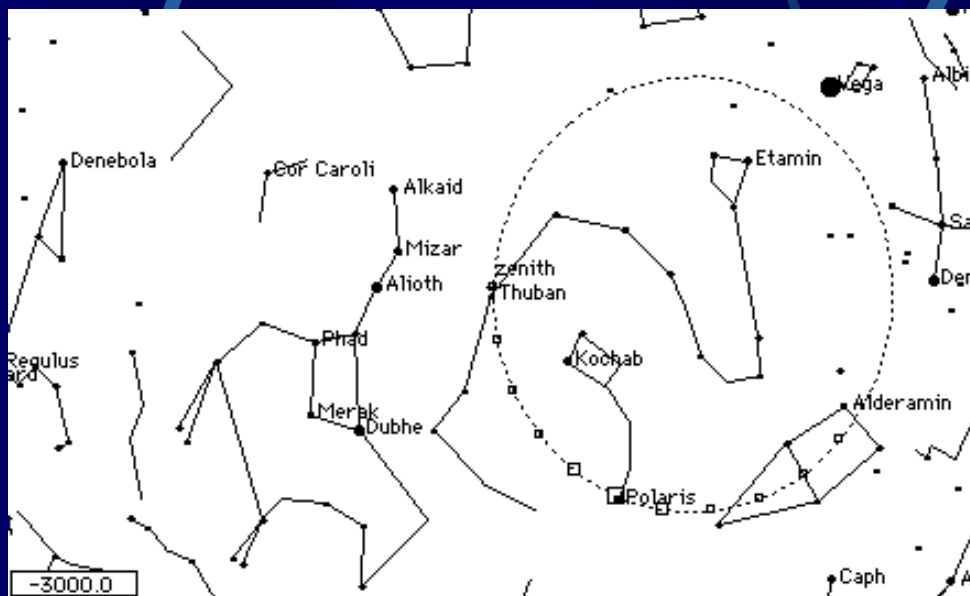 Vega
Albi
Denebola
Etamin
Cor Caroli
Alkaid
Sa
Mizar
zenith
Alioth
Thuban
Den
Phad
Kochab
Regulus
ard
Alderamin
Merak
Dubhe
Polaris
Caph
A
-3000.0